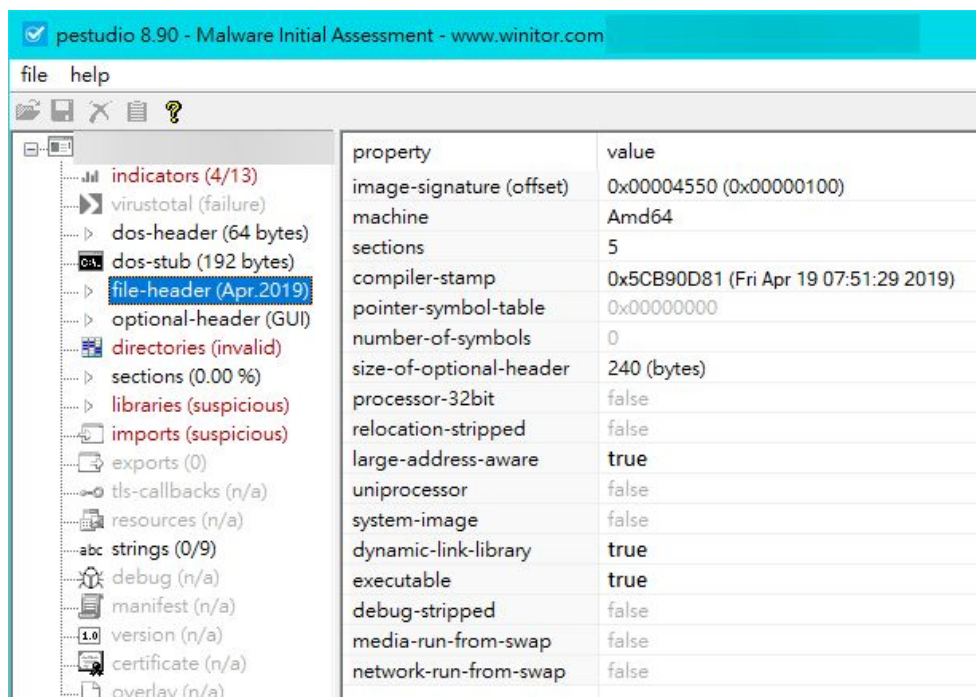 pestudio 8.90 - Malware Initial Assessment - www.winitor.com
file help
indicators (4/13)
virustotal (failure)
dos-header (64 bytes)
dos-stub (192 bytes)
file-header (Apr.2019)
optional-header (GUI)
directories (invalid)
sections (0.00 %)
libraries (suspicious)
imports (suspicious)
exports (0)
tls-callbacks (n/a)
resources (n/a)
abc strings (0/9)
debug (n/a)
manifest (n/a)
1.0 version (n/a)
certificate (n/a)
overlay (n/a)
property value
image-signature (offset) 0x00004550 (0x00000100)
machine Amd64
sections 5
compiler-stamp 0x5CB90D81 (Fri Apr 19 07:51:29 2019)
pointer-symbol-table 0x00000000
number-of-symbols 0
size-of-optional-header 240 (bytes)
processor-32bit false
relocation-stripped false
large-address-aware true
uniprocessor false
system-image false
dynamic-link-library true
executable true
debug-stripped false
media-run-from-swap false
network-run-from-swap false